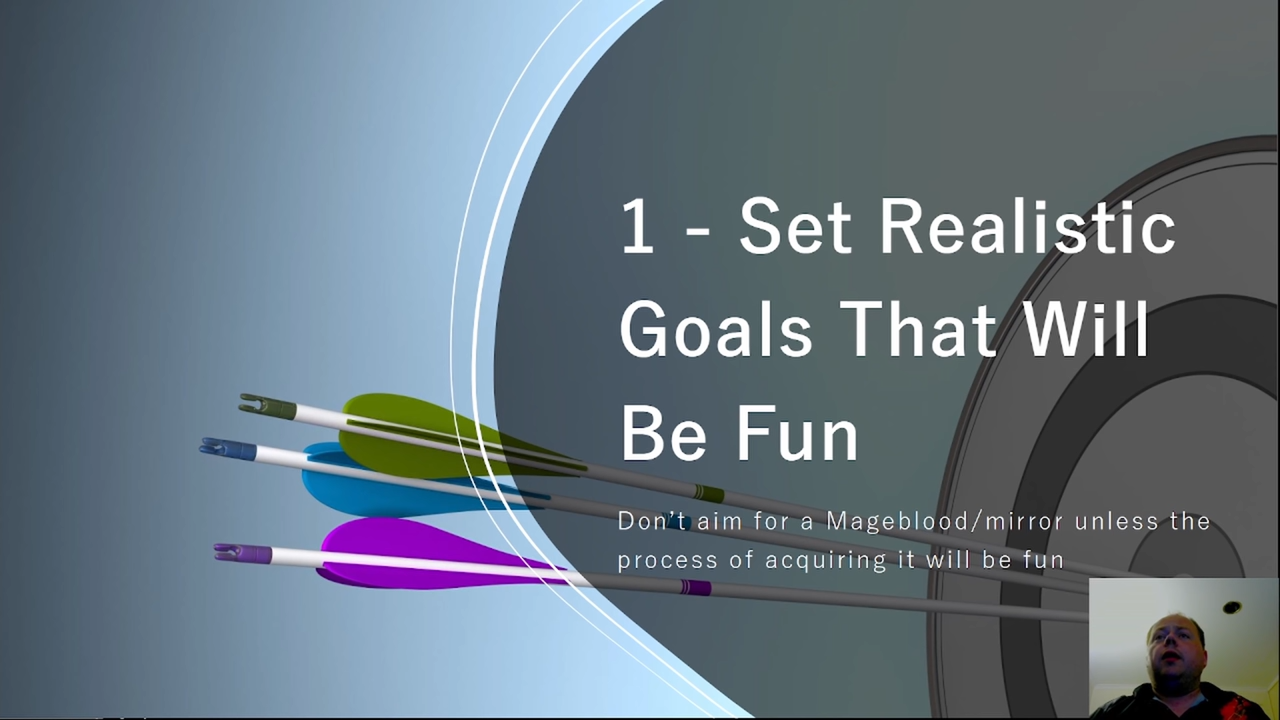 1 - Set Realistic
Goals That Will
Be Fun
Don't aim for a Mageblood/mirror unless the
process of acquiring it will be fun